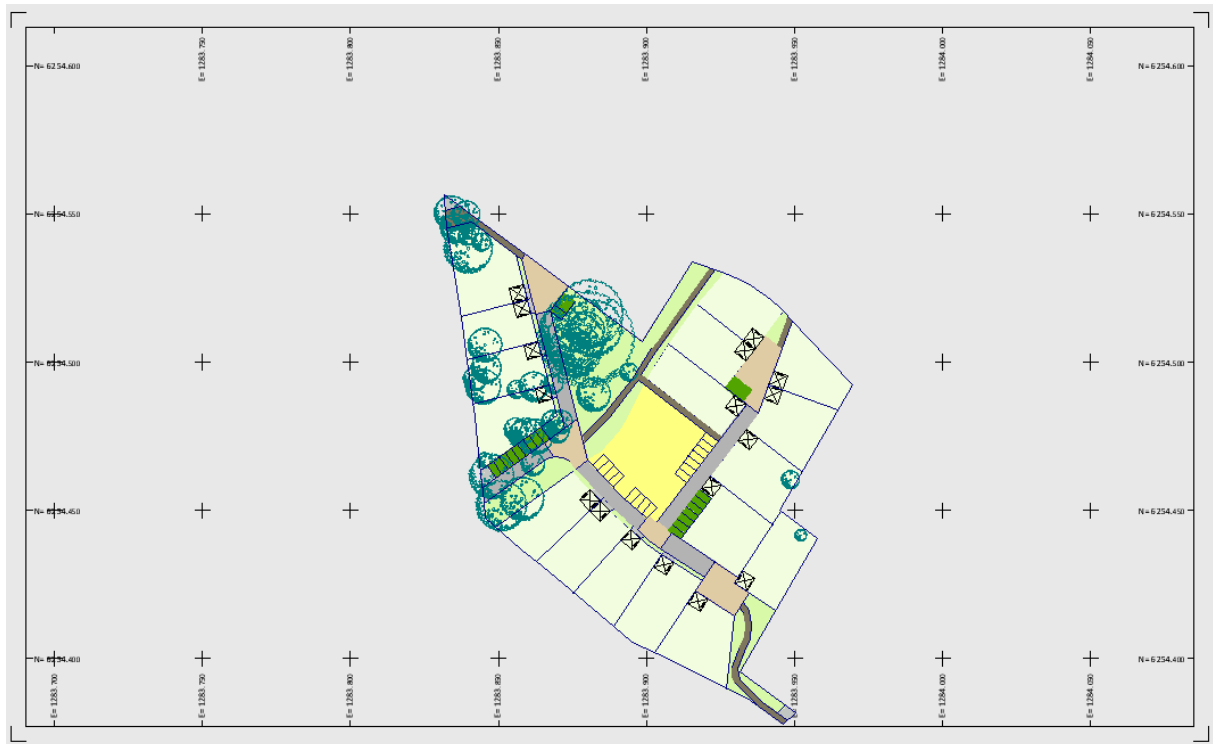 E= 1283.750
E= 1283.800
E= 1283.850
E= 1283.900
E= 1283.950
E= 1284.000
E= 1284.050
N= 6254.600
N= 6254.600
N= 6254.550
N= 6254.550
N= 6254.500
N= 6254.500
N= 6254.450
N= 6254.450
N= 6254.400
N= 6254.400
E= 1283.700
E= 1283.750
E= 1283.800
E= 1283.850
E= 1283.900
E= 1283.950
E= 1284.000
E= 1284.050